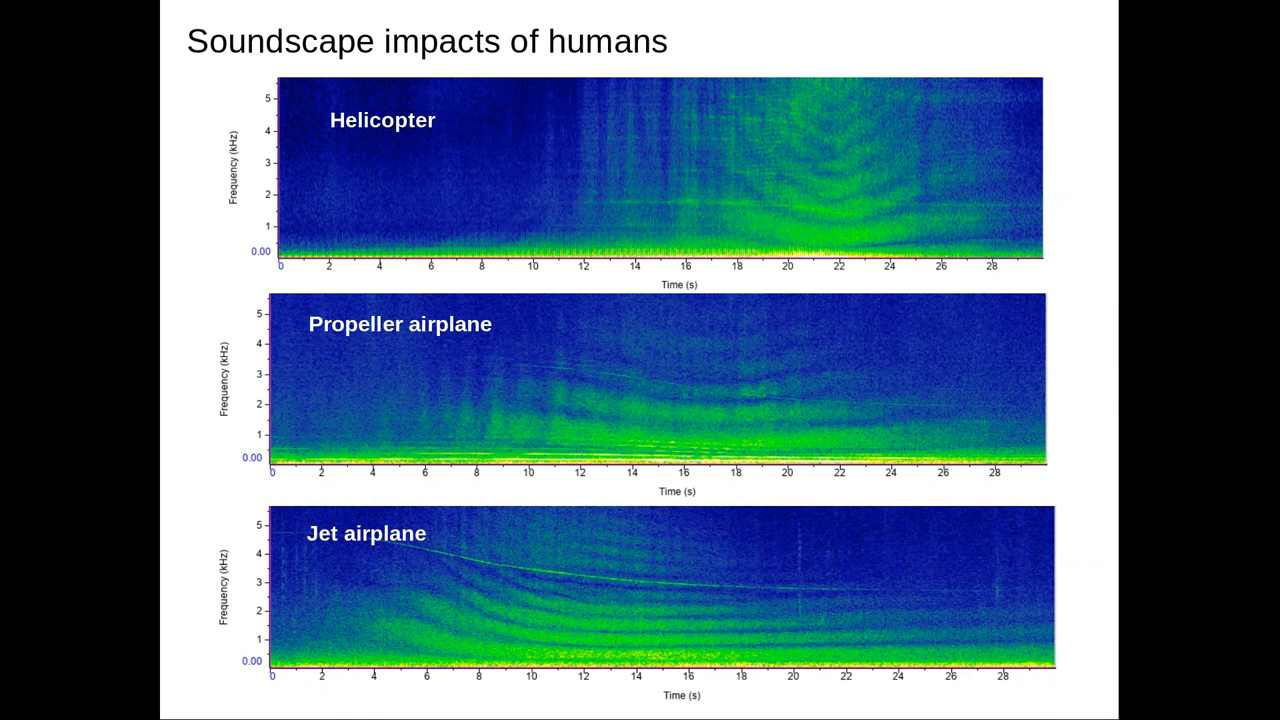 Soundscape impacts of humans
Helicopter
Frequency (kHz)
5
4
3
2
1
0.00
0 2 4 6 8 10 12 14 16 18 20 22 24 26 28
Time (s)
Propeller airplane
Frequency (kHz)
5
4
3
2
1
0.00
0 2 4 6 8 10 12 14 16 18 20 22 24 26 28
Time (s)
Jet airplane
Frequency (kHz)
5
4
3
2
1
0.00
0 2 4 6 8 10 12 14 16 18 20 22 24 26 28
Time (s)